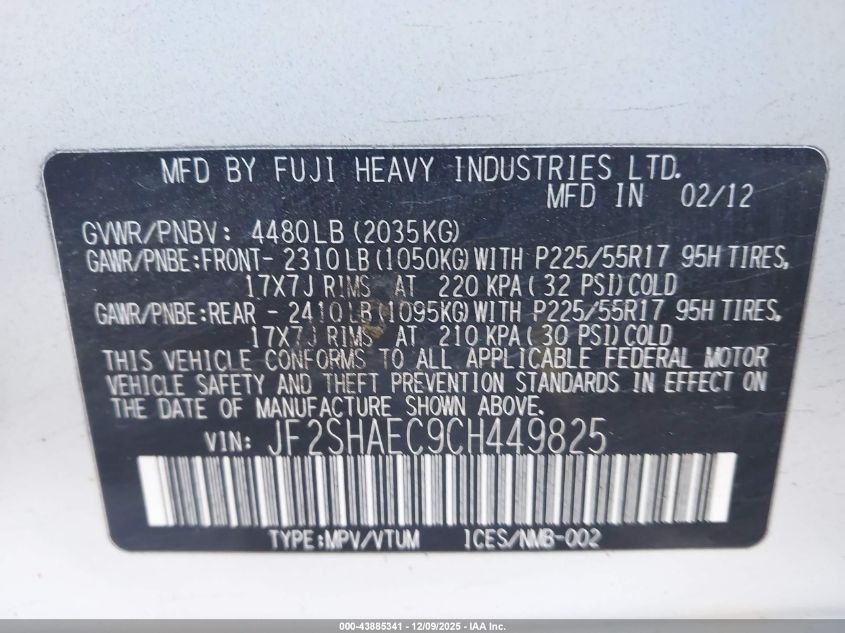 MFD BY FUJI HEAVY INDUSTRIES LTD.
MFD IN 02/12
GVWR/PNBV: 4480LB(2035KG)
GAWR/PNBE:FRONT- 2310LB(1050KG)WITH P225/55R17 95H TIRES,
17X7J RIMS AT 220 KPA( 32 PSI)COLD
GAWR/PNBE:REAR - 2410LB(1095KG)WITH P225/55R17 95H TIRES,
17X7J RIMS AT 210 KPA( 30 PSI)COLD
THIS VEHICLE CONFORMS TO ALL APPLICABLE FEDERAL MOTOR
VEHICLE SAFETY AND THEFT PREVENTION STANDARDS IN EFFECT ON
THE DATE OF MANUFACTURE SHOWN ABOVE.
VIN: JF2SHAEC9CH449825
TYPE:MPV/VTUM ICES/NMB-002
000-43885341 - 12/09/2025 - IAA Inc.